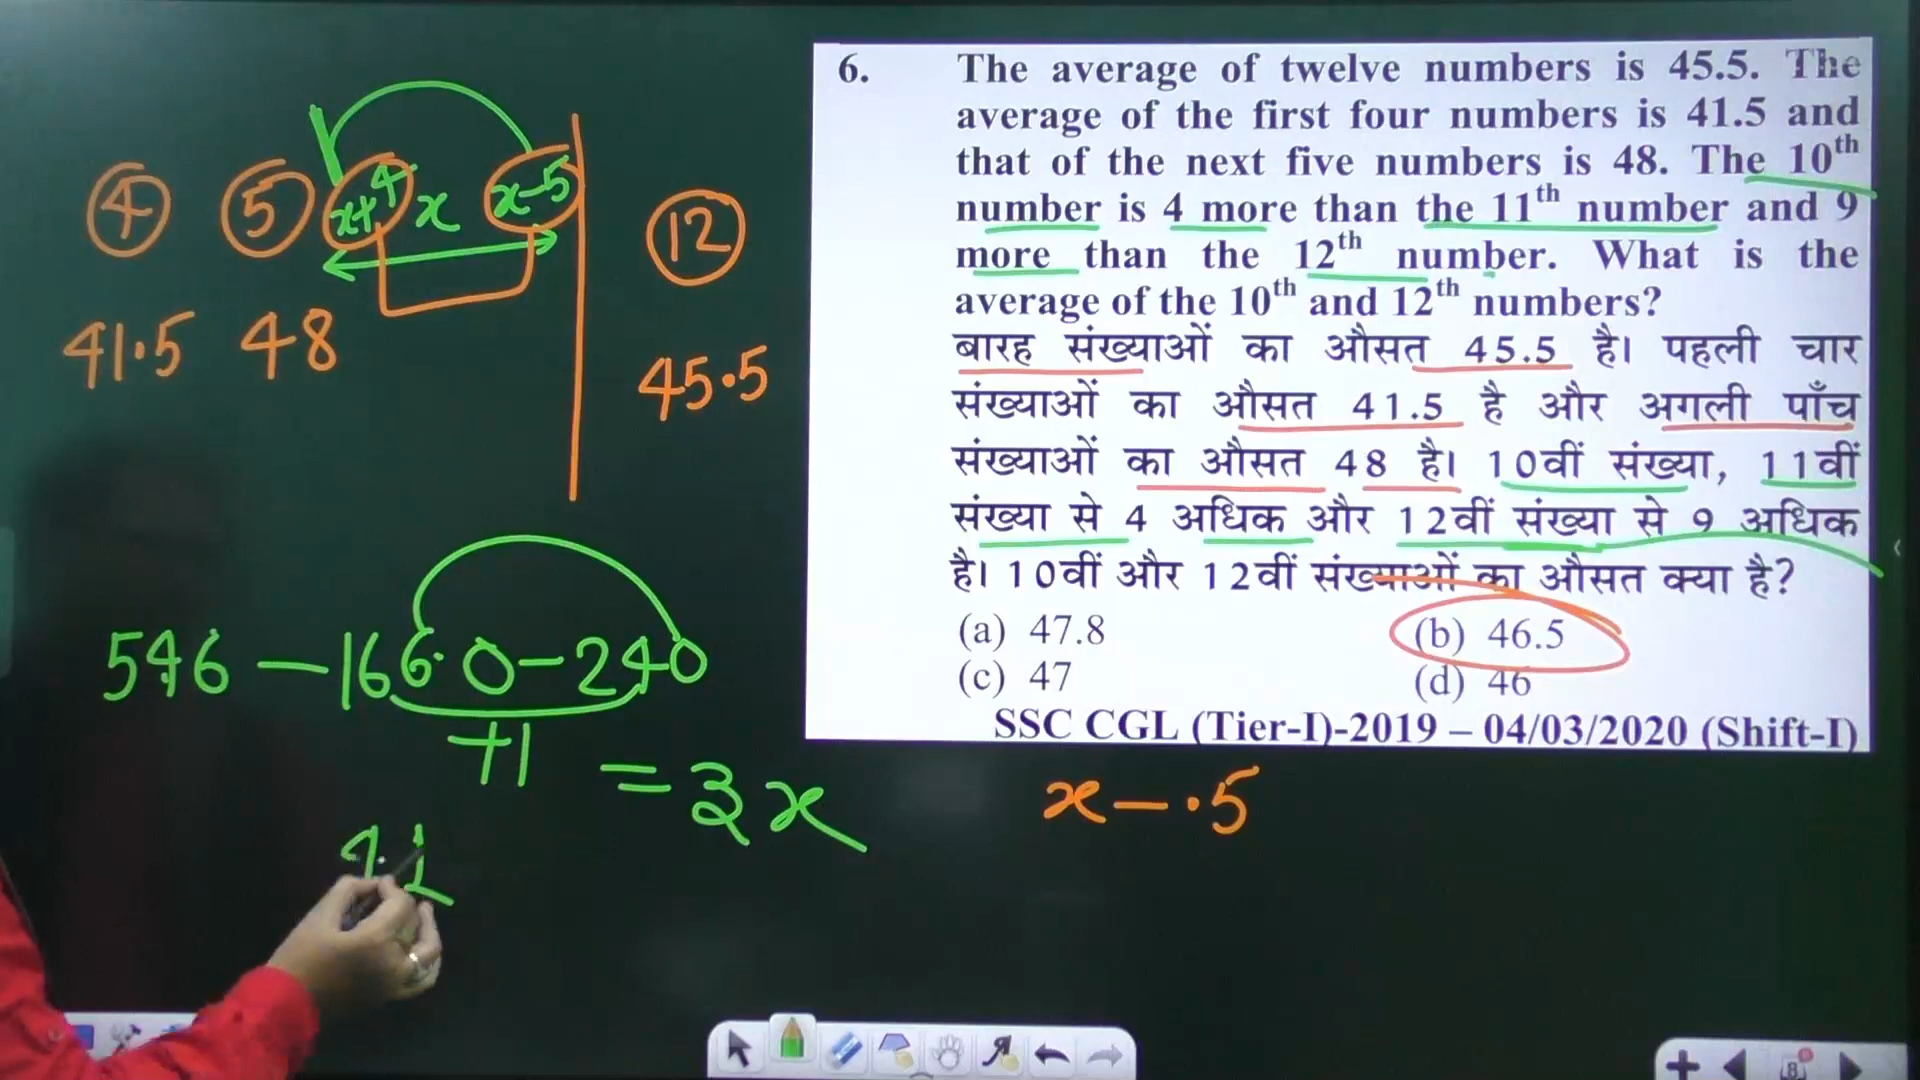 4 5 x+4 x x-5 12
41.5 48 45.5
546 - 166.0 - 240
+1
= 3x
x - .5
6. The average of twelve numbers is 45.5. The
average of the first four numbers is 41.5 and
that of the next five numbers is 48. The 10th
number is 4 more than the 11th number and 9
more than the 12th number. What is the
average of the 10th and 12th numbers?
बारह संख्याओं का औसत 45.5 है। पहली चार
संख्याओं का औसत 41.5 है और अगली पाँच
संख्याओं का औसत 48 है। 10वीं संख्या, 11वीं
संख्या से 4 अधिक और 12वीं संख्या से 9 अधिक
है। 10वीं और 12वीं संख्याओं का औसत क्या है?
(a) 47.8 (b) 46.5
(c) 47 (d) 46
SSC CGL (Tier-I)-2019 – 04/03/2020 (Shift-I)
8